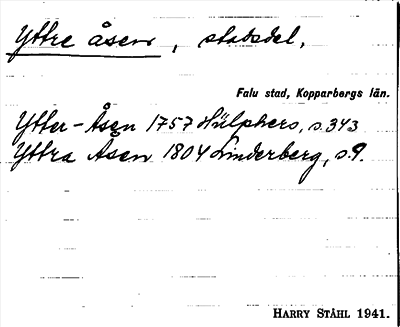 Yttre åsen, stadsdel.
Falu stad, Kopparbergs län.
Ytter-Åsen 1757 Hülphers, s. 343
Yttra Åsen 1804 Linderberg, s. 9.
HARRY STÅHL 1941.